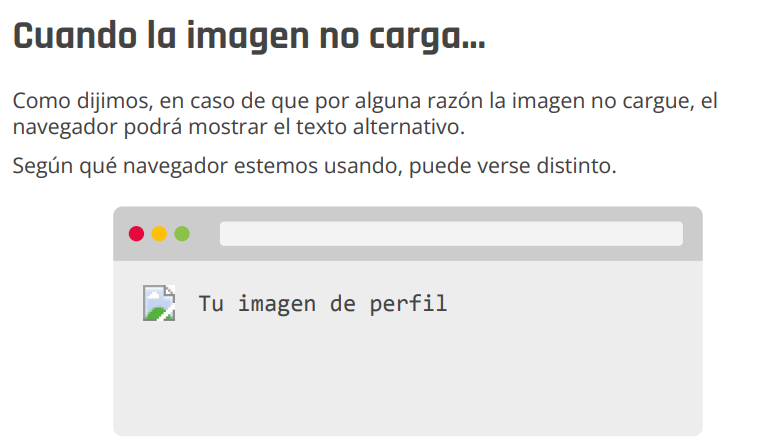 Cuando la imagen no carga...
Como dijimos, en caso de que por alguna razón la imagen no cargue, el
navegador podrá mostrar el texto alternativo.
Según qué navegador estemos usando, puede verse distinto.
Tu imagen de perfil